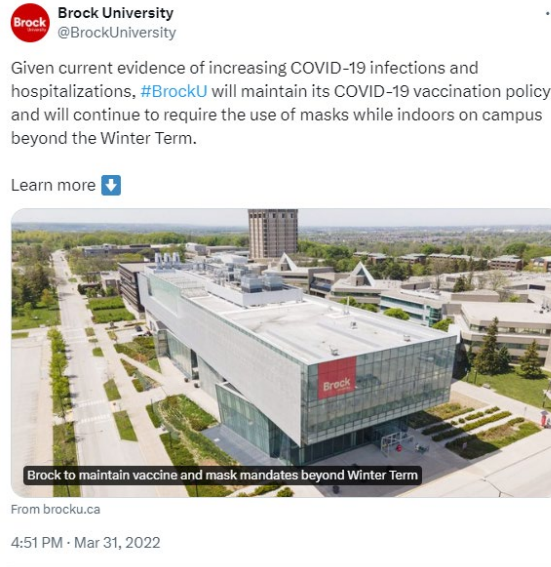 Brock University
Brock
University
@BrockUniversity
Given current evidence of increasing COVID-19 infections and
hospitalizations, #BrockU will maintain its COVID-19 vaccination policy
and will continue to require the use of masks while indoors on campus
beyond the Winter Term.
Learn more ⬇️
Brock
Brock to maintain vaccine and mask mandates beyond Winter Term
From brocku.ca
4:51 PM · Mar 31, 2022